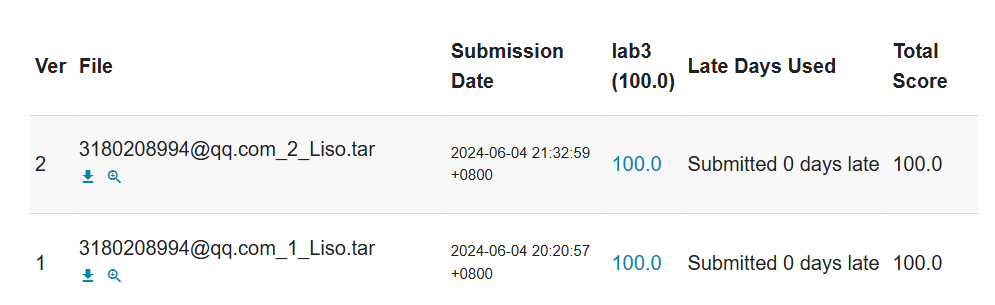 Ver File Submission Date lab3 (100.0) Late Days Used Total Score
2 3180208994@qq.com_2_Liso.tar 2024-06-04 21:32:59 +0800 100.0 Submitted 0 days late 100.0
1 3180208994@qq.com_1_Liso.tar 2024-06-04 20:20:57 +0800 100.0 Submitted 0 days late 100.0